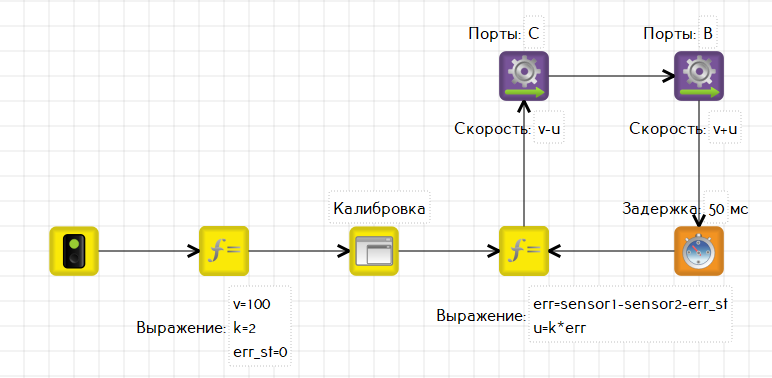 Порты: C
Порты: B
Скорость: v-u
Скорость: v+u
Калибровка
Задержка: 50 мс
Выражение:
v=100
k=2
err_st=0
Выражение:
err=sensor1-sensor2-err_st
u=k*err